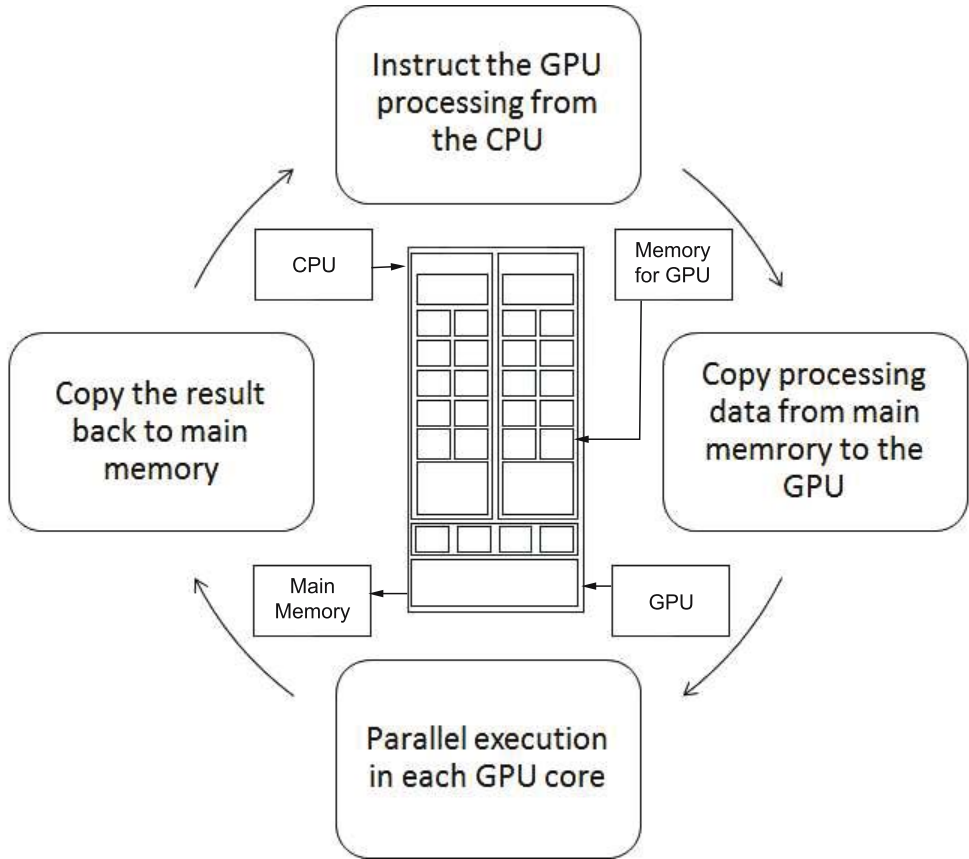 Instruct the GPU
processing from
the CPU
CPU
Memory
for GPU
Copy the result
back to main
memory
Copy processing
data from main
memrory to the
GPU
Main
Memory
GPU
Parallel execution
in each GPU core